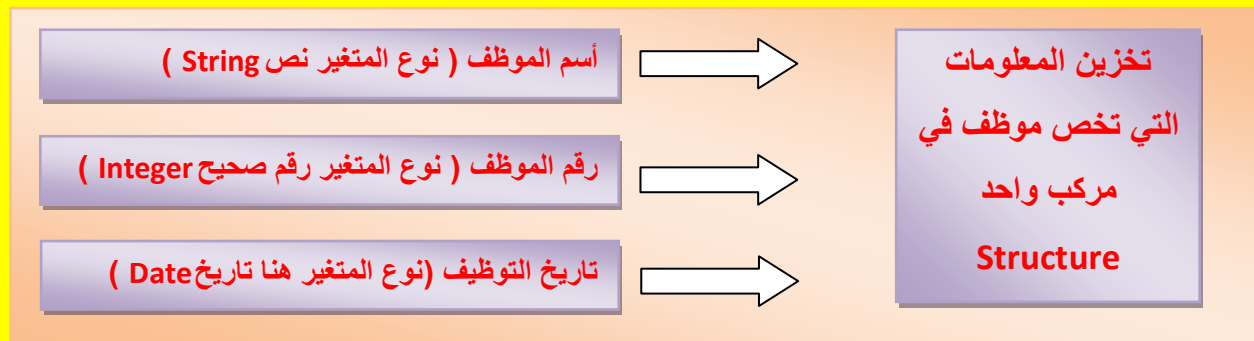 أسم الموظف ( نوع المتغير نص String )
رقم الموظف ( نوع المتغير رقم صحيح Integer )
تاريخ التوظيف (نوع المتغير هنا تاريخ Date )
تخزين المعلومات
التي تخص موظف في
مركب واحد
Structure